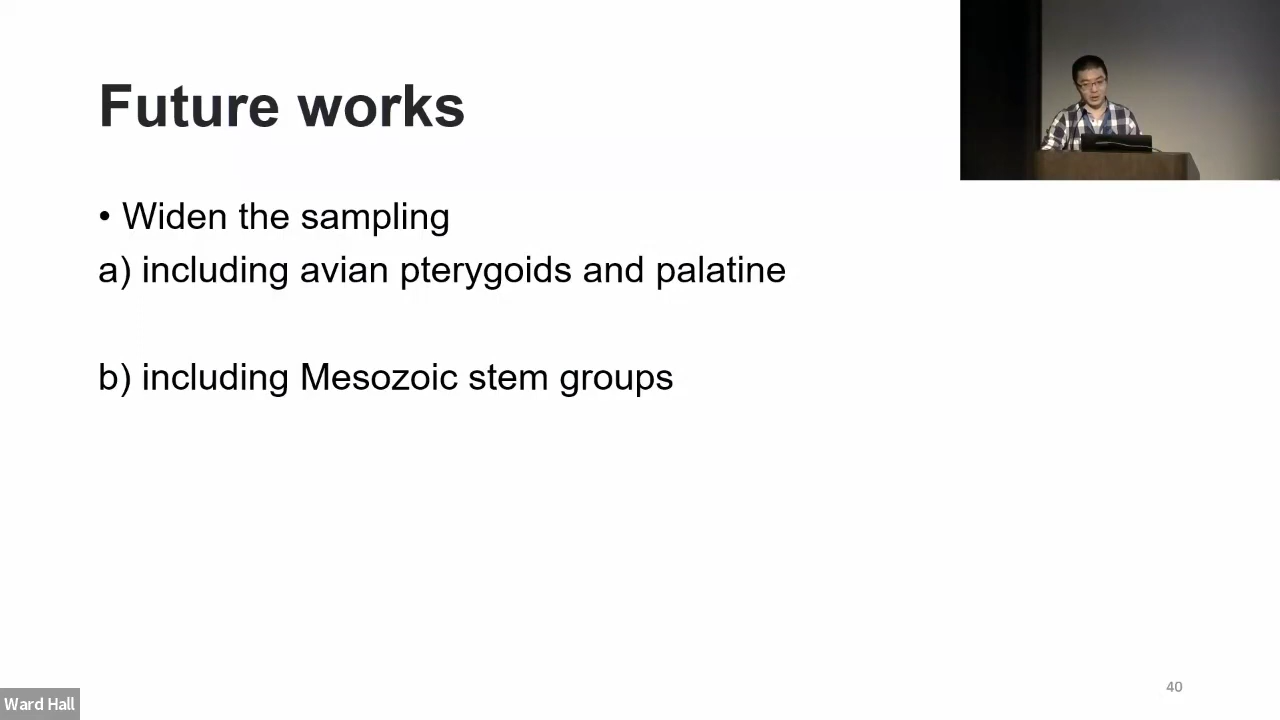 Future works
• Widen the sampling
a) including avian pterygoids and palatine
b) including Mesozoic stem groups
40
Ward Hall